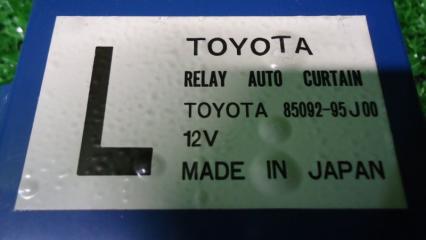 L
TOYOTA
RELAY AUTO CURTAIN
TOYOTA 85092-95J00
12V
MADE IN JAPAN